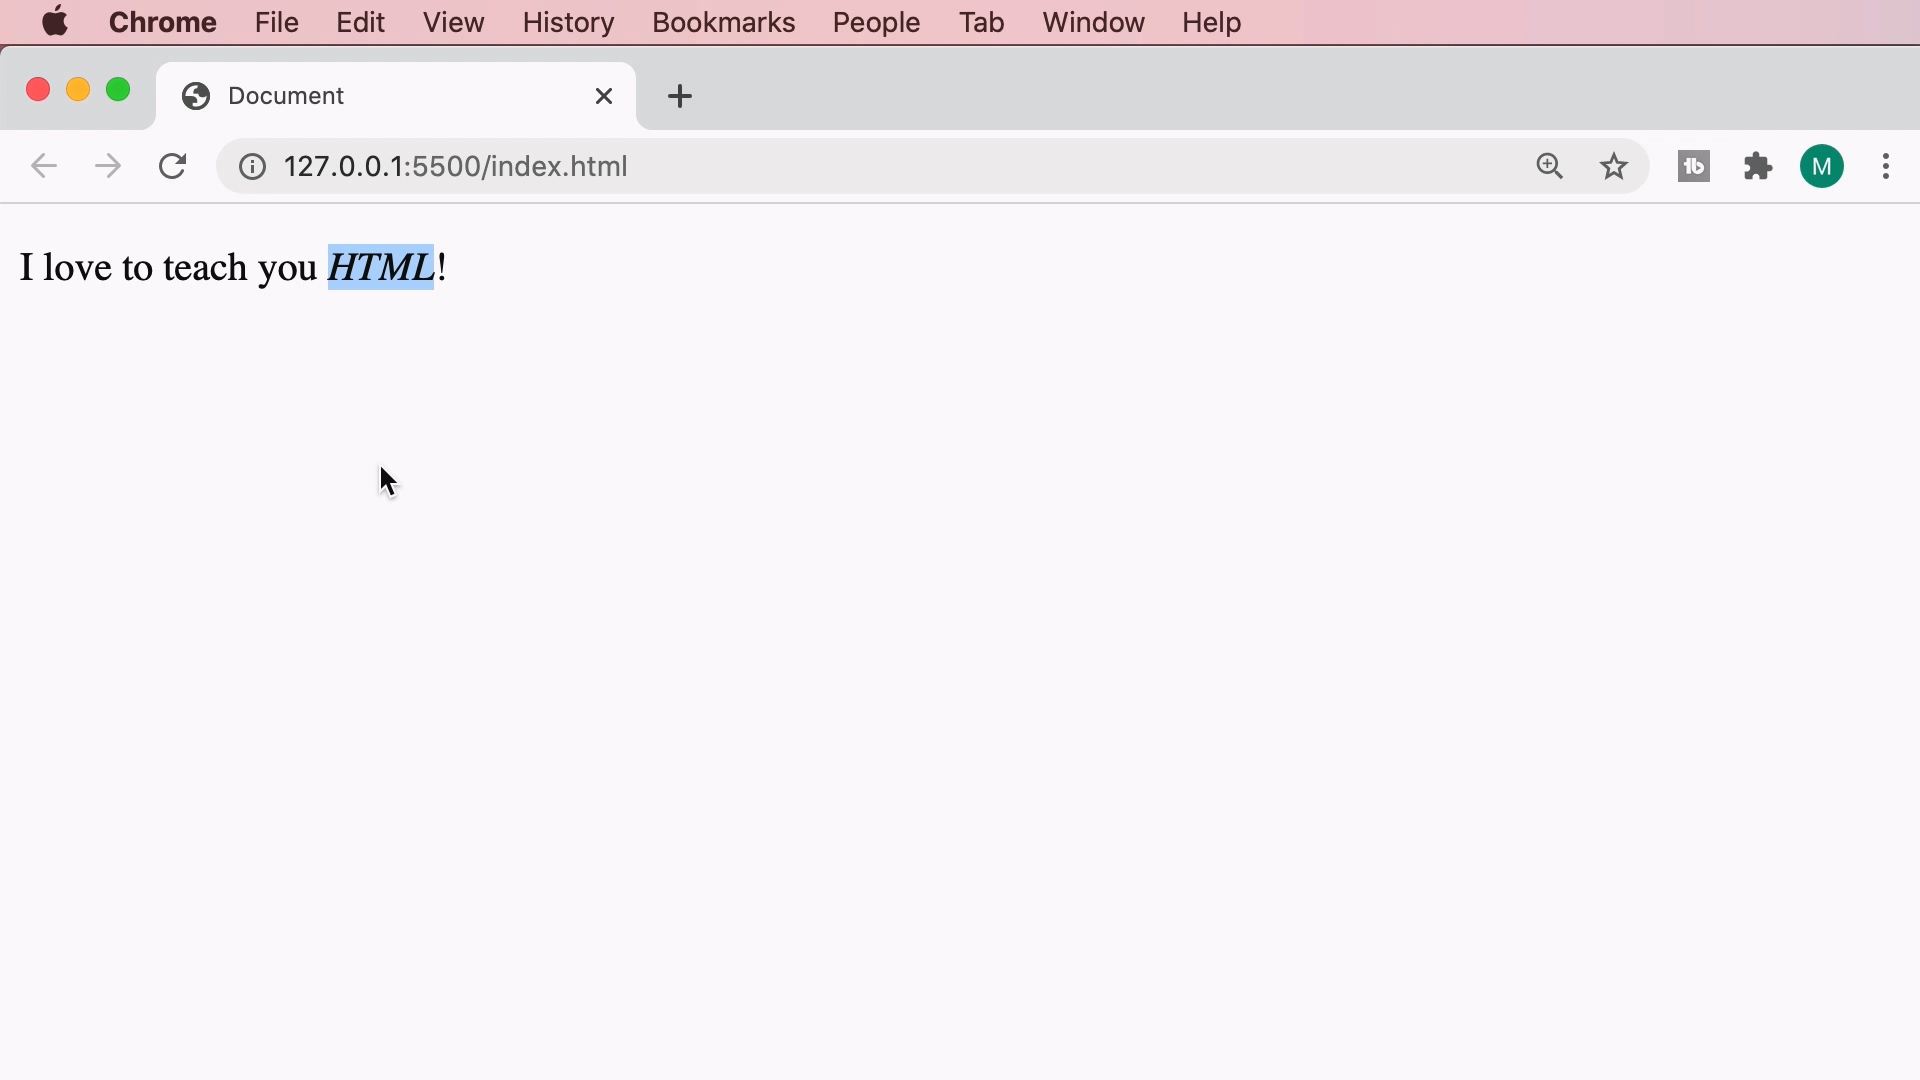 Chrome File Edit View History Bookmarks People Tab Window Help
Document
127.0.0.1:5500/index.html
M
I love to teach you HTML!